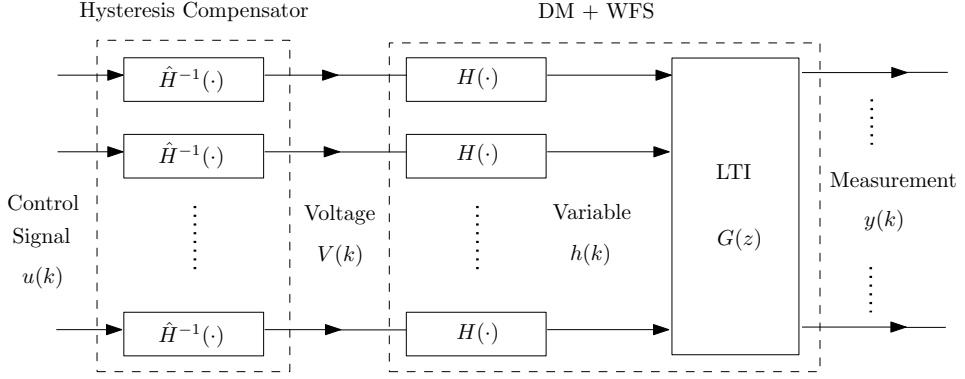 Hysteresis Compensator
DM + WFS
Ĥ⁻¹(·)
H(·)
Ĥ⁻¹(·)
H(·)
LTI
G(z)
Control
Signal
u(k)
Voltage
V(k)
Variable
h(k)
Measurement
y(k)
Ĥ⁻¹(·)
H(·)